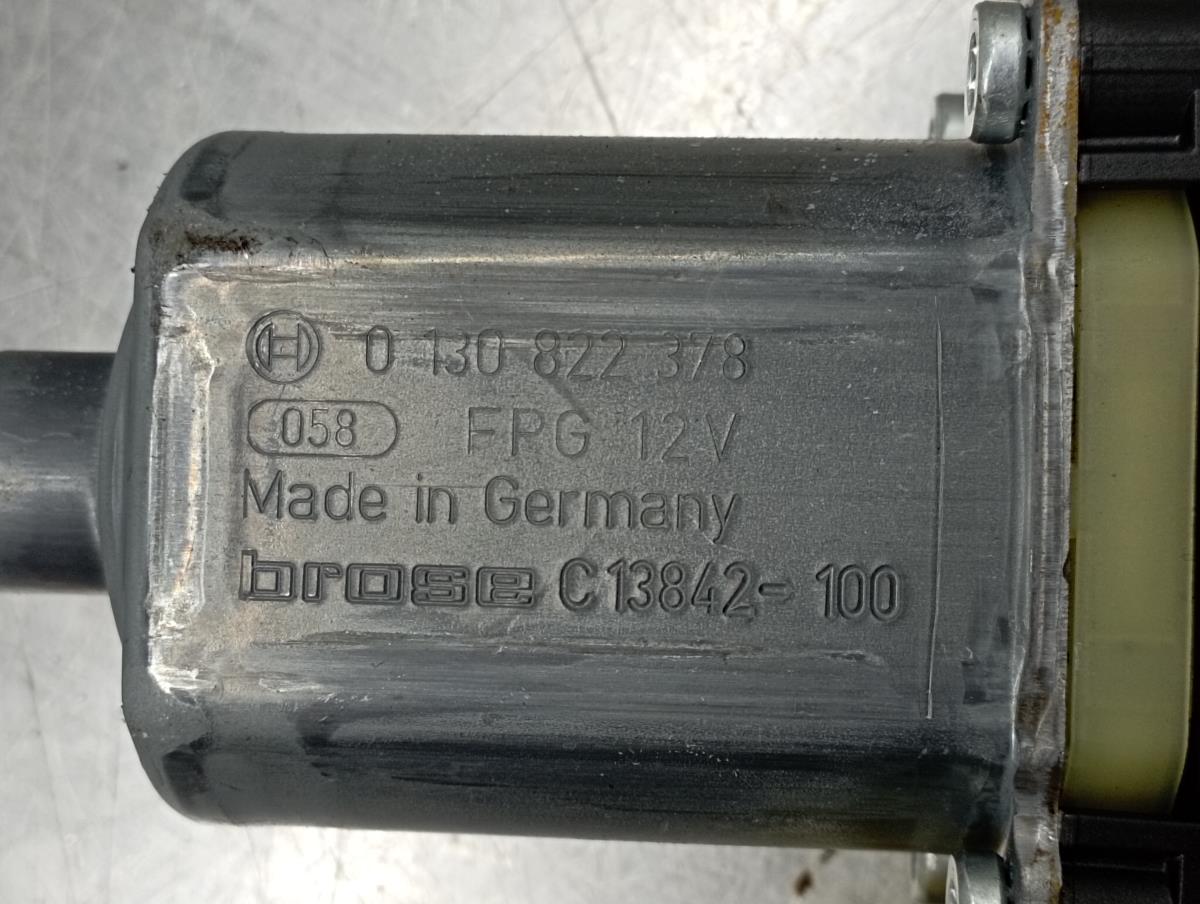 0 130 822 378
058 FPG 12V
Made in Germany
brose C13842-100